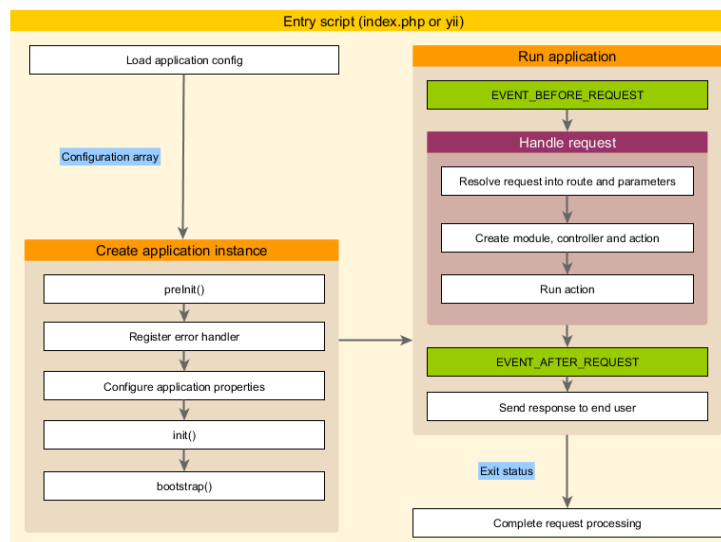 Entry script (index.php or yii)
Load application config
Configuration array
Create application instance
preInit()
Register error handler
Configure application properties
init()
bootstrap()
Run application
EVENT_BEFORE_REQUEST
Handle request
Resolve request into route and parameters
Create module, controller and action
Run action
EVENT_AFTER_REQUEST
Send response to end user
Exit status
Complete request processing